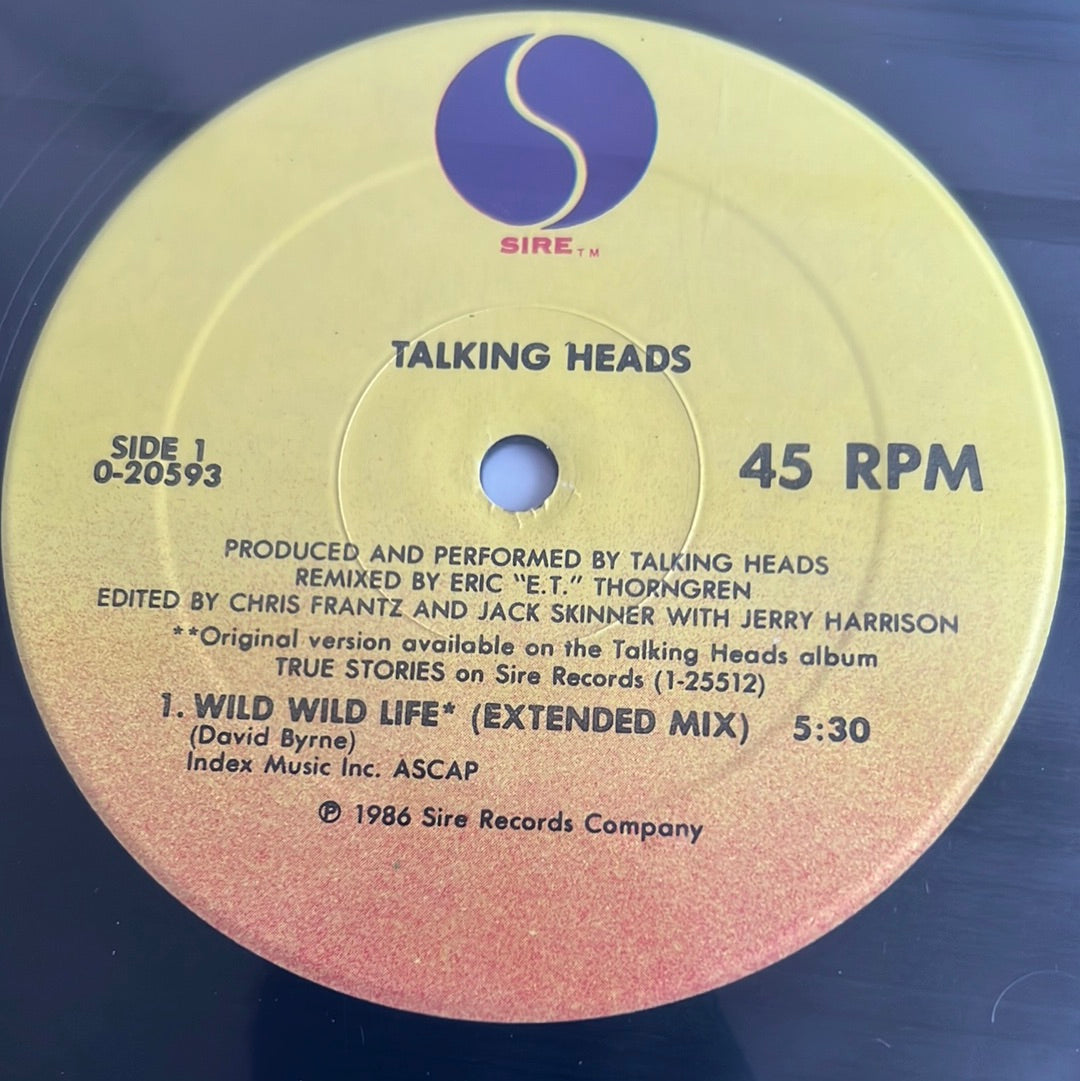 SIRE™
TALKING HEADS
SIDE 1
0-20593
45 RPM
PRODUCED AND PERFORMED BY TALKING HEADS
REMIXED BY ERIC "E.T." THORNGREN
EDITED BY CHRIS FRANTZ AND JACK SKINNER WITH JERRY HARRISON
**Original version available on the Talking Heads album
TRUE STORIES on Sire Records (1-25512)
1. WILD WILD LIFE* (EXTENDED MIX) 5:30
(David Byrne)
Index Music Inc. ASCAP
℗ 1986 Sire Records Company